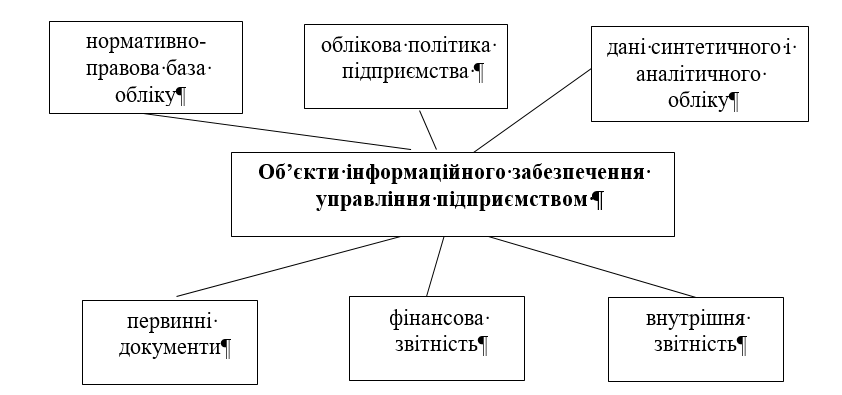 нормативно-
правова·база·
обліку¶
облікова·політика·
підприємства·¶
дані·синтетичного·і·
аналітичного·
обліку¶
Об’єкти·інформаційного·забезпечення·
управління·підприємством·¶
первинні·
документи¶
фінансова·
звітність¶
внутрішня·
звітність¶